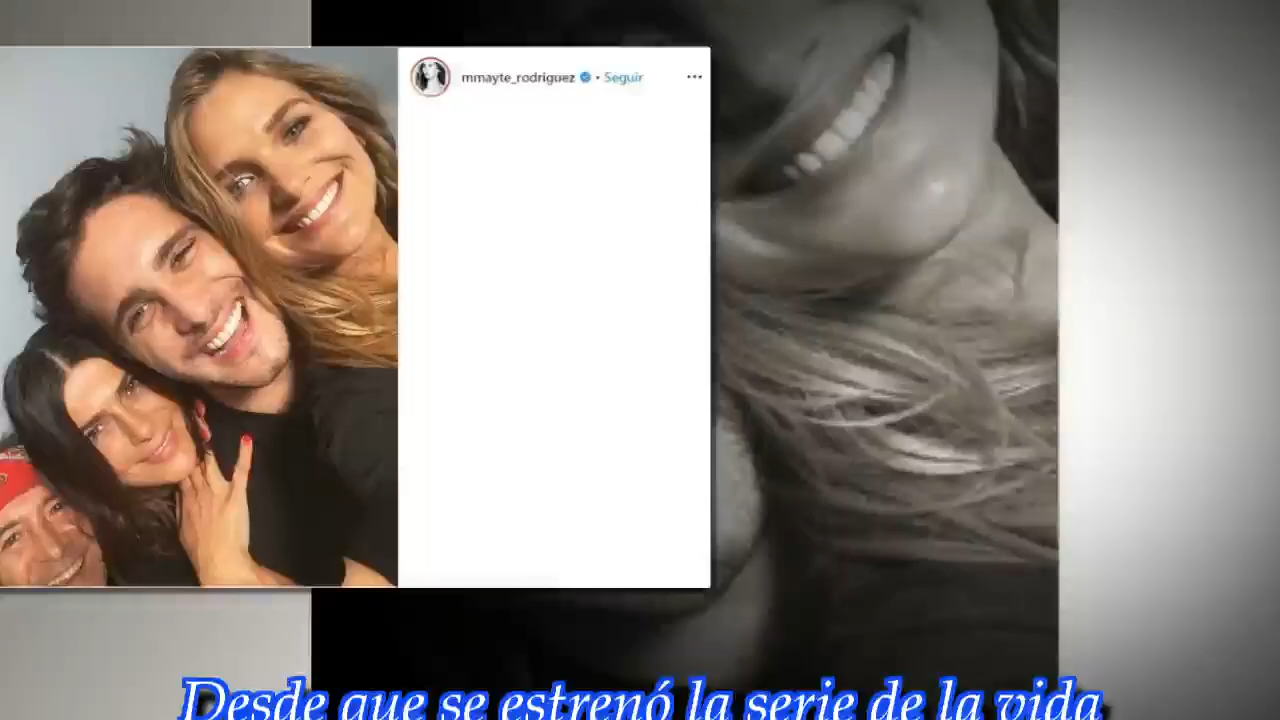 mmayte_rodriguez • Seguir
Desde que se estrenó la serie de la vida